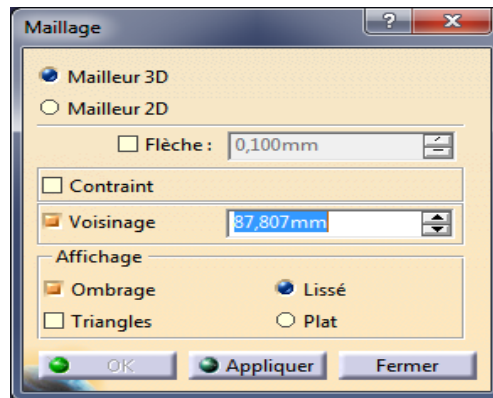 Maillage
Mailleur 3D
Mailleur 2D
Flèche : 0,100mm
Contraint
Voisinage 87,807mm
Affichage
Ombrage Lissé
Triangles Plat
OK Appliquer Fermer